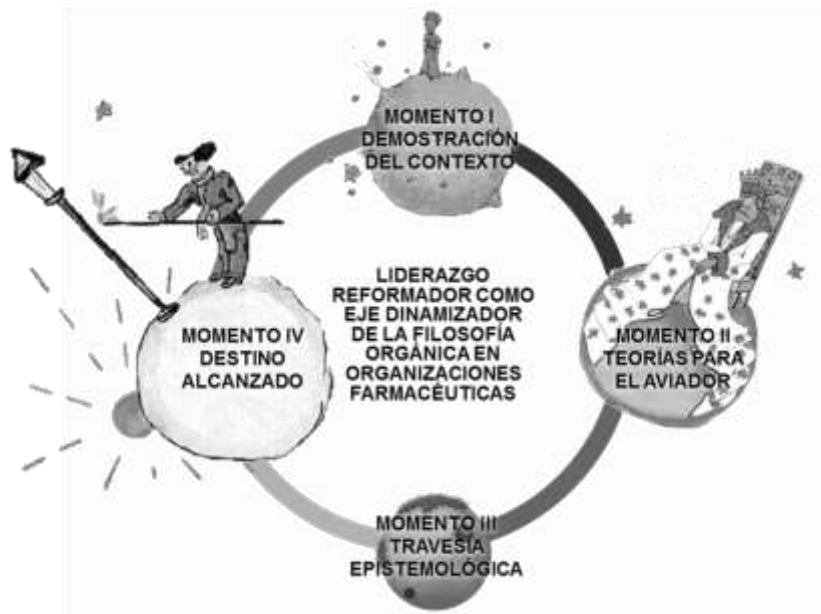 MOMENTO I
DEMOSTRACIÓN
DEL CONTEXTO
LIDERAZGO
REFORMADOR COMO
EJE DINAMIZADOR
DE LA FILOSOFÍA
ORGÁNICA EN
ORGANIZACIONES
FARMACÉUTICAS
MOMENTO II
TEORÍAS PARA
EL AVIADOR
MOMENTO III
TRAVESÍA
EPISTEMOLÓGICA
MOMENTO IV
DESTINO
ALCANZADO